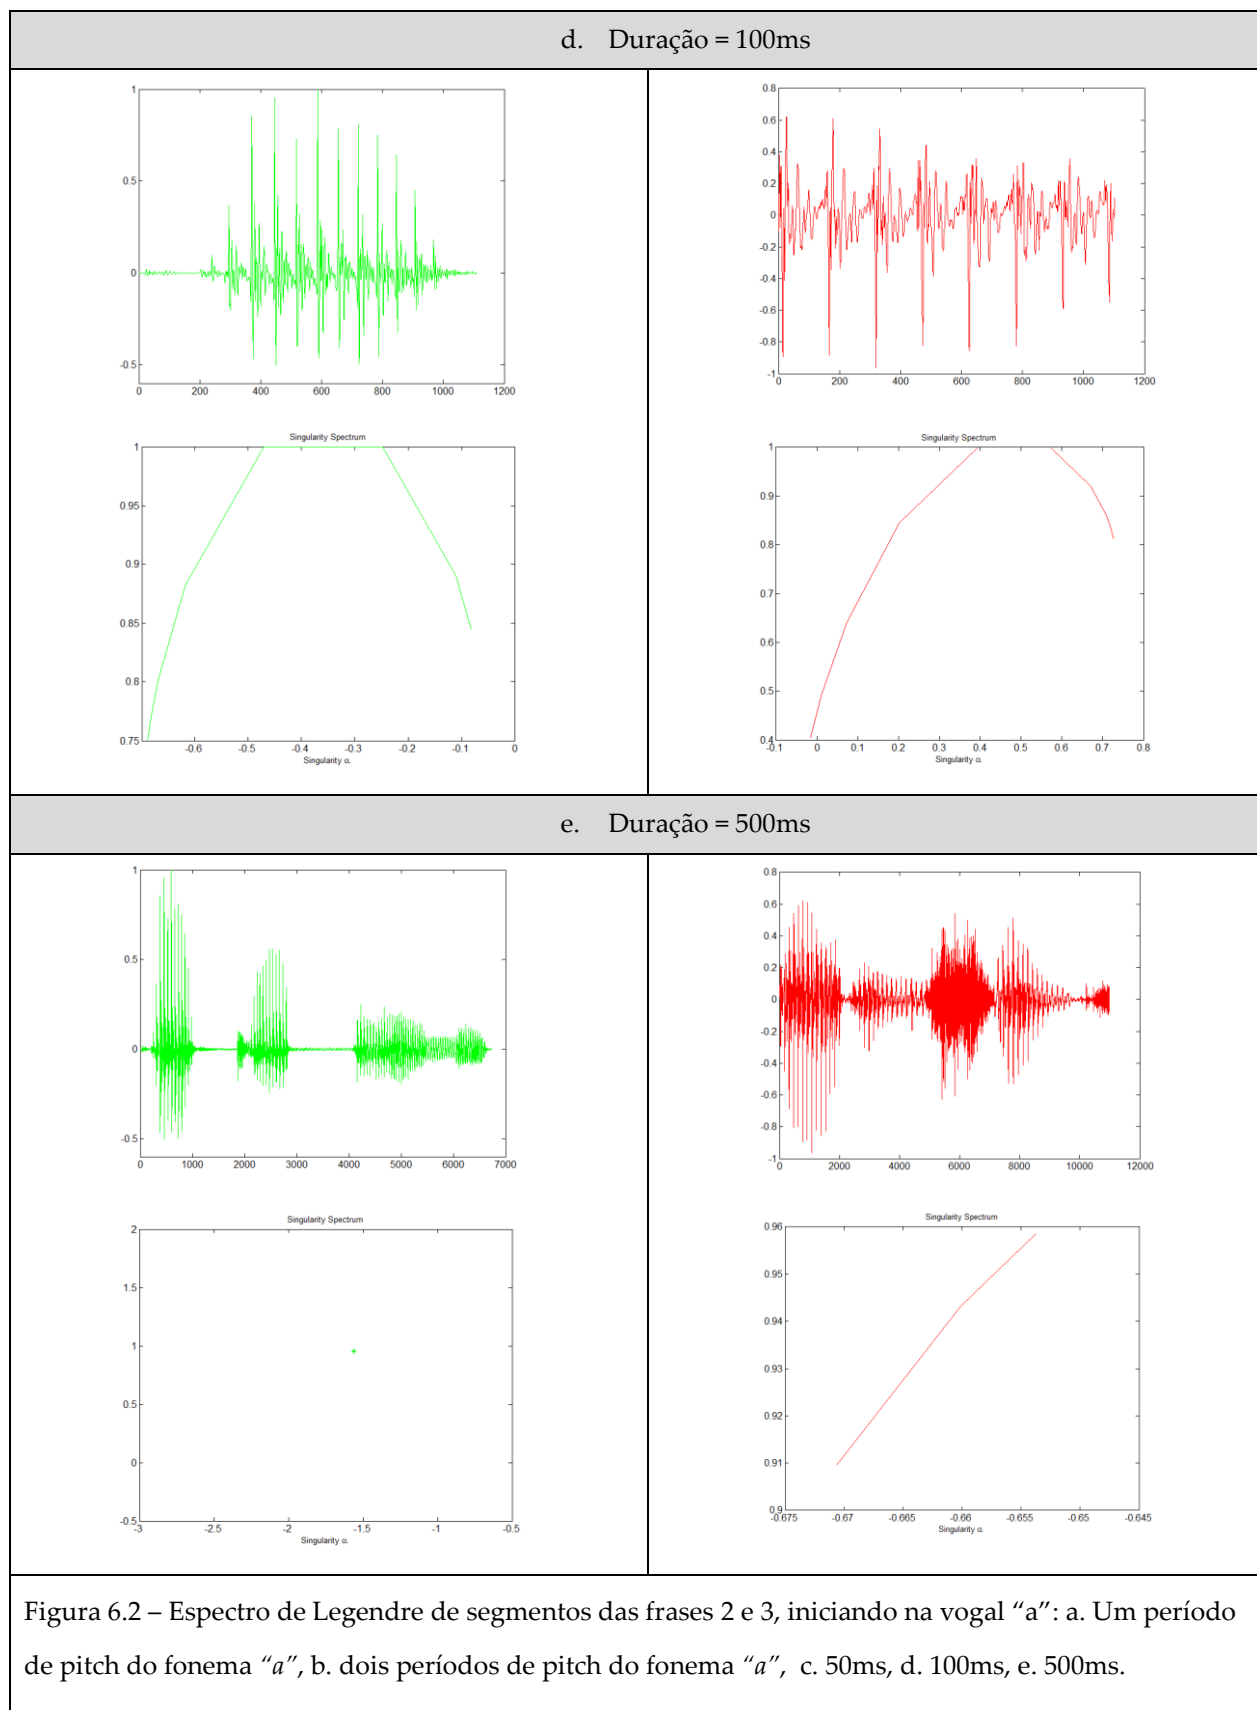 d. Duração = 100ms
1
0.5
0
-0.5
0 200 400 600 800 1000 1200
0.8
0.6
0.4
0.2
0
-0.2
-0.4
-0.6
-0.8
-1
0 200 400 600 800 1000 1200
Singularity Spectrum
1
0.95
0.9
0.85
0.8
0.75
-0.6 -0.5 -0.4 -0.3 -0.2 -0.1 0
Singularity α
Singularity Spectrum
1
0.9
0.8
0.7
0.6
0.5
0.4
-0.1 0 0.1 0.2 0.3 0.4 0.5 0.6 0.7 0.8
Singularity α
e. Duração = 500ms
1
0.5
0
-0.5
0 1000 2000 3000 4000 5000 6000 7000
0.8
0.6
0.4
0.2
0
-0.2
-0.4
-0.6
-0.8
-1
0 2000 4000 6000 8000 10000 12000
Singularity Spectrum
2
1.5
1
0.5
0
-0.5
-3 -2.5 -2 -1.5 -1 -0.5
Singularity α
Singularity Spectrum
0.96
0.95
0.94
0.93
0.92
0.91
0.9
-0.675 -0.67 -0.665 -0.66 -0.655 -0.65 -0.645
Singularity α
Figura 6.2 – Espectro de Legendre de segmentos das frases 2 e 3, iniciando na vogal “a”: a. Um período
de pitch do fonema “a”, b. dois períodos de pitch do fonema “a”, c. 50ms, d. 100ms, e. 500ms.